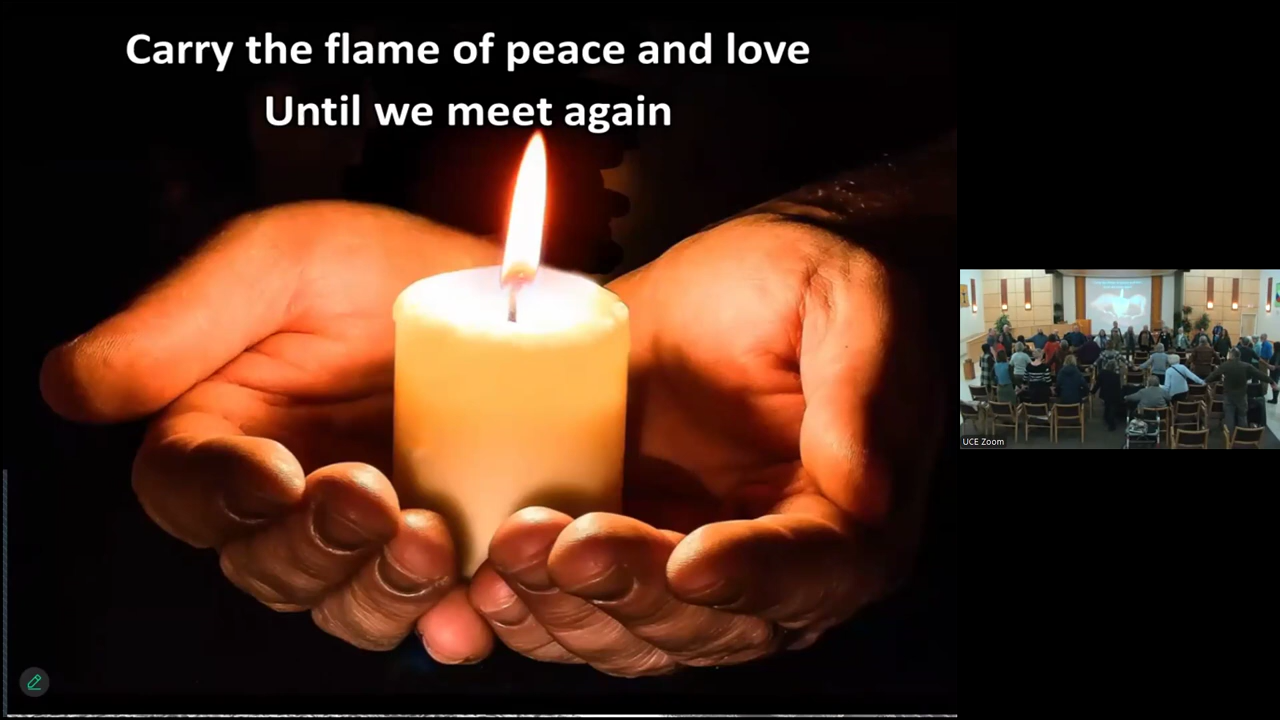 Carry the flame of peace and love
Until we meet again
UCE Zoom